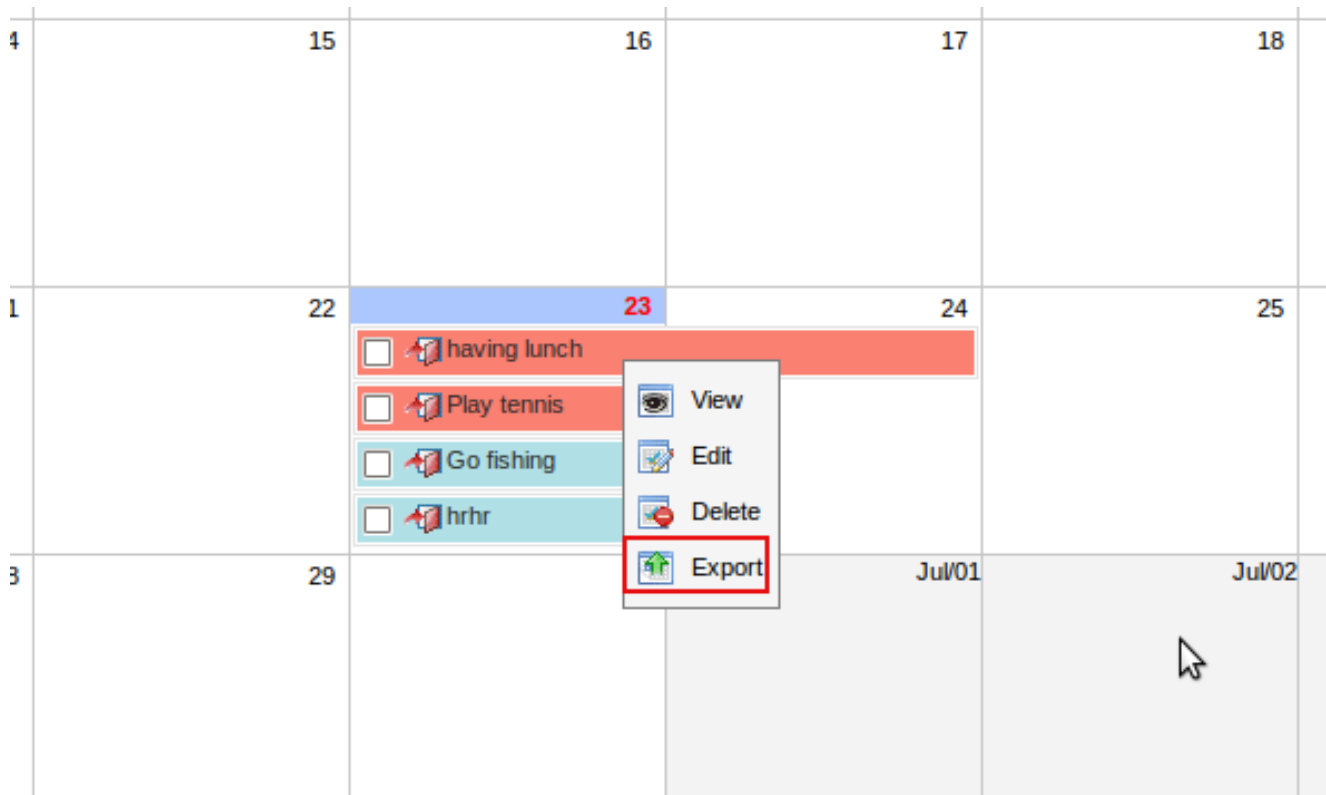 4 15 16 17 18
1 22 23 24 25
having lunch
Play tennis
Go fishing
hrhr
View
Edit
Delete
Export
29 Jul/01 Jul/02